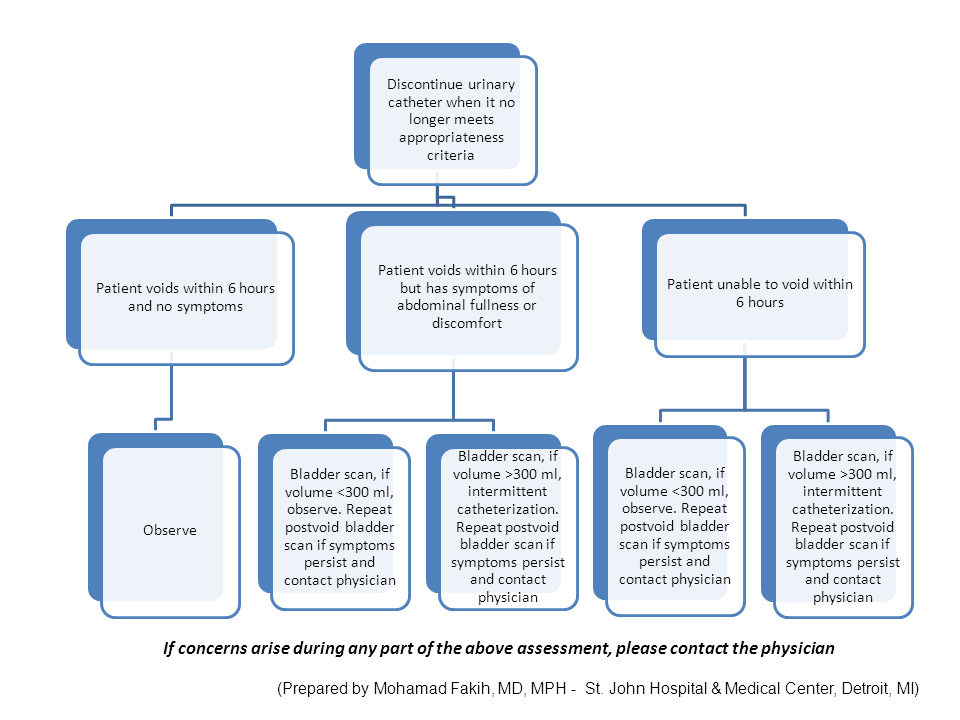 Discontinue urinary
catheter when it no
longer meets
appropriateness
criteria
Patient voids within 6 hours
and no symptoms
Patient voids within 6 hours
but has symptoms of
abdominal fullness or
discomfort
Patient unable to void within
6 hours
Observe
Bladder scan, if
volume <300 ml,
observe. Repeat
postvoid bladder
scan if symptoms
persist and
contact physician
Bladder scan, if
volume >300 ml,
intermittent
catheterization.
Repeat postvoid
bladder scan if
symptoms persist
and contact
physician
Bladder scan, if
volume <300 ml,
observe. Repeat
postvoid bladder
scan if symptoms
persist and
contact physician
Bladder scan, if
volume >300 ml,
intermittent
catheterization.
Repeat postvoid
bladder scan if
symptoms persist
and contact
physician
If concerns arise during any part of the above assessment, please contact the physician
(Prepared by Mohamad Fakih, MD, MPH - St. John Hospital & Medical Center, Detroit, MI)